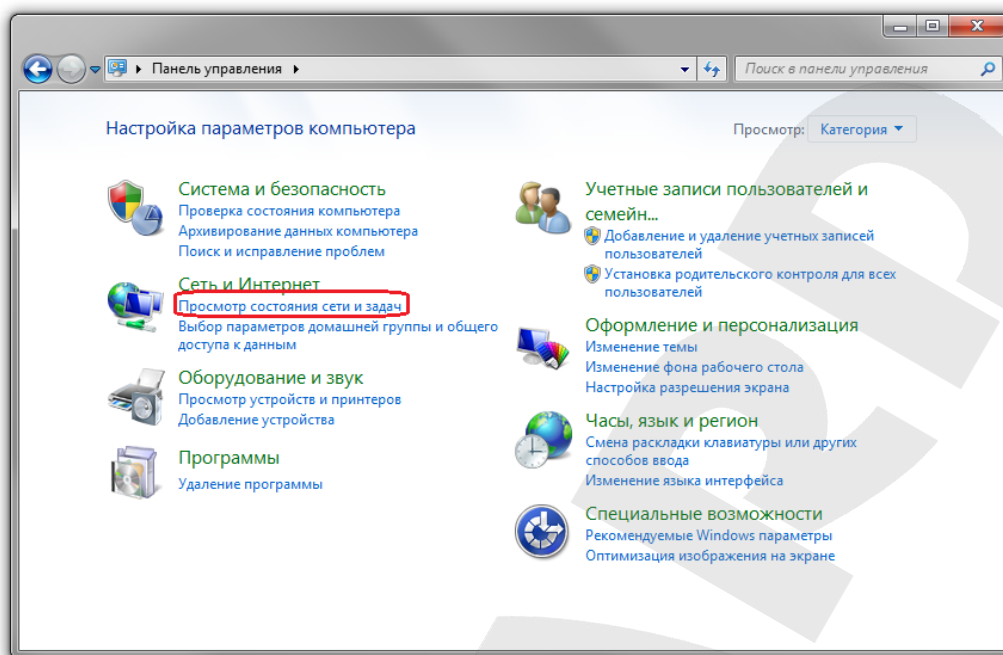 Панель управления
Поиск в панели управления
Настройка параметров компьютера
Просмотр: Категория
Система и безопасность
Проверка состояния компьютера
Архивирование данных компьютера
Поиск и исправление проблем
Сеть и Интернет
Просмотр состояния сети и задач
Выбор параметров домашней группы и общего
доступа к данным
Оборудование и звук
Просмотр устройств и принтеров
Добавление устройства
Программы
Удаление программы
Учетные записи пользователей и
семейн...
Добавление и удаление учетных записей
пользователей
Установка родительского контроля для всех
пользователей
Оформление и персонализация
Изменение темы
Изменение фона рабочего стола
Настройка разрешения экрана
Часы, язык и регион
Смена раскладки клавиатуры или других
способов ввода
Изменение языка интерфейса
Специальные возможности
Рекомендуемые Windows параметры
Оптимизация изображения на экране